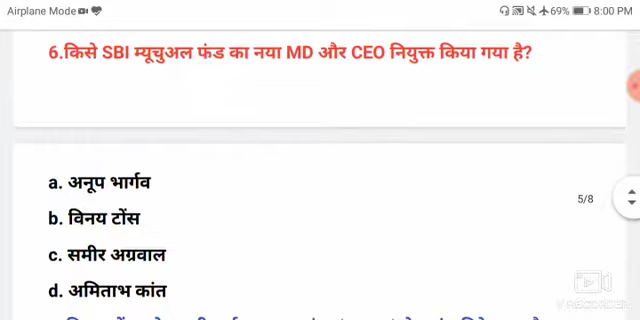 Airplane Mode 69% 8:00 PM
6.किसे SBI म्यूचुअल फंड का नया MD और CEO नियुक्त किया गया है?
a. अनूप भार्गव
5/8
b. विनय टोंस
c. समीर अग्रवाल
d. अमिताभ कांत
V RECORDER